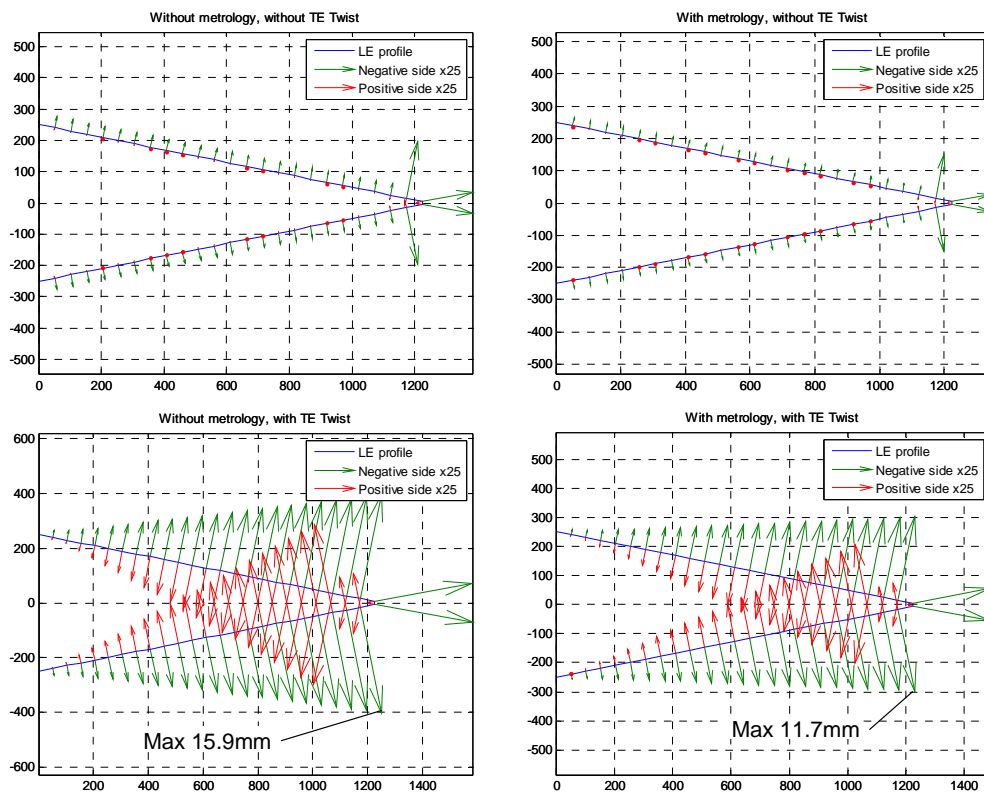 Without metrology, without TE Twist
500
400
300
200
100
0
-100
-200
-300
-400
-500
0 200 400 600 800 1000 1200
LE profile
Negative side x25
Positive side x25
With metrology, without TE Twist
500
400
300
200
100
0
-100
-200
-300
-400
-500
0 200 400 600 800 1000 1200
LE profile
Negative side x25
Positive side x25
Without metrology, with TE Twist
600
400
200
0
-200
-400
-600
0 200 400 600 800 1000 1200 1400
LE profile
Negative side x25
Positive side x25
Max 15.9mm
With metrology, with TE Twist
500
400
300
200
100
0
-100
-200
-300
-400
-500
0 200 400 600 800 1000 1200 1400
LE profile
Negative side x25
Positive side x25
Max 11.7mm